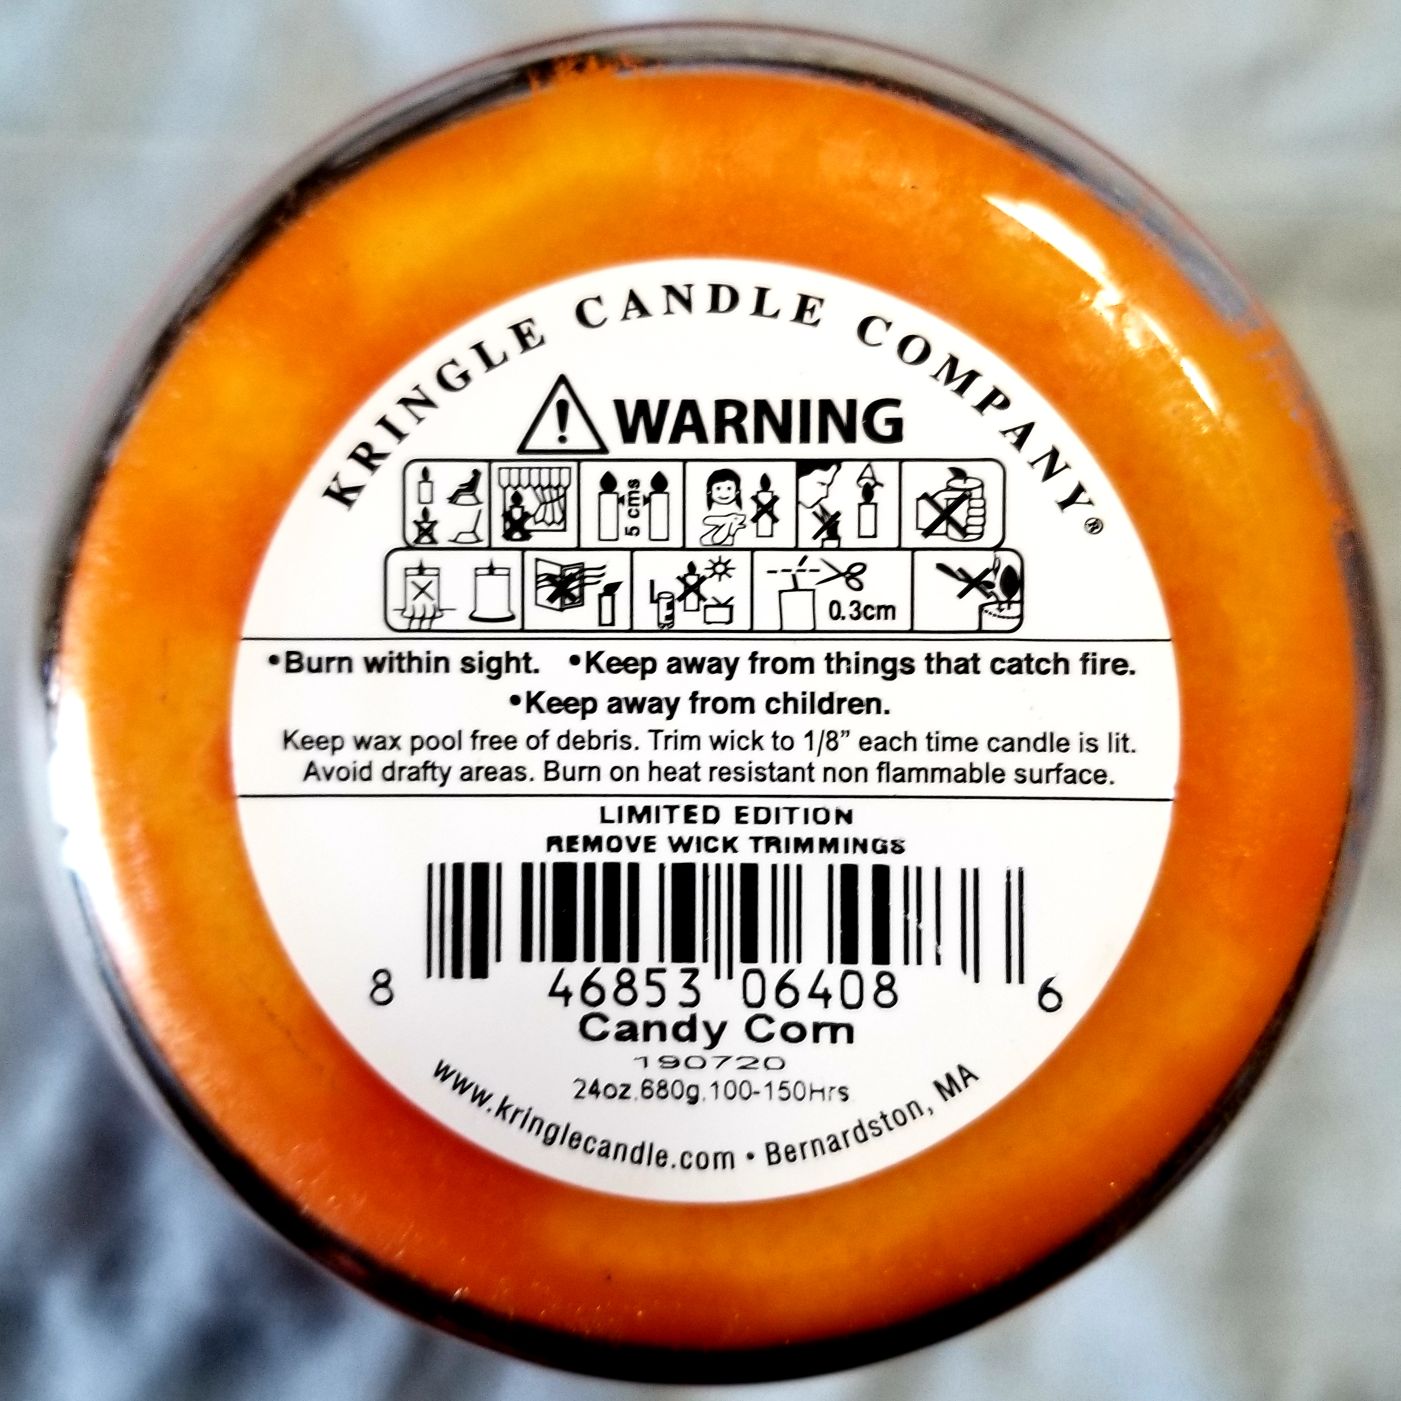 KRINGLE CANDLE COMPANY®
WARNING
5 cms
0.3cm
•Burn within sight. •Keep away from things that catch fire.
•Keep away from children.
Keep wax pool free of debris. Trim wick to 1/8” each time candle is lit.
Avoid drafty areas. Burn on heat resistant non flammable surface.
LIMITED EDITION
REMOVE WICK TRIMMINGS
8 46853 06408 6
Candy Corn
190720
24oz.680g.100-150Hrs
www.kringlecandle.com • Bernardston, MA